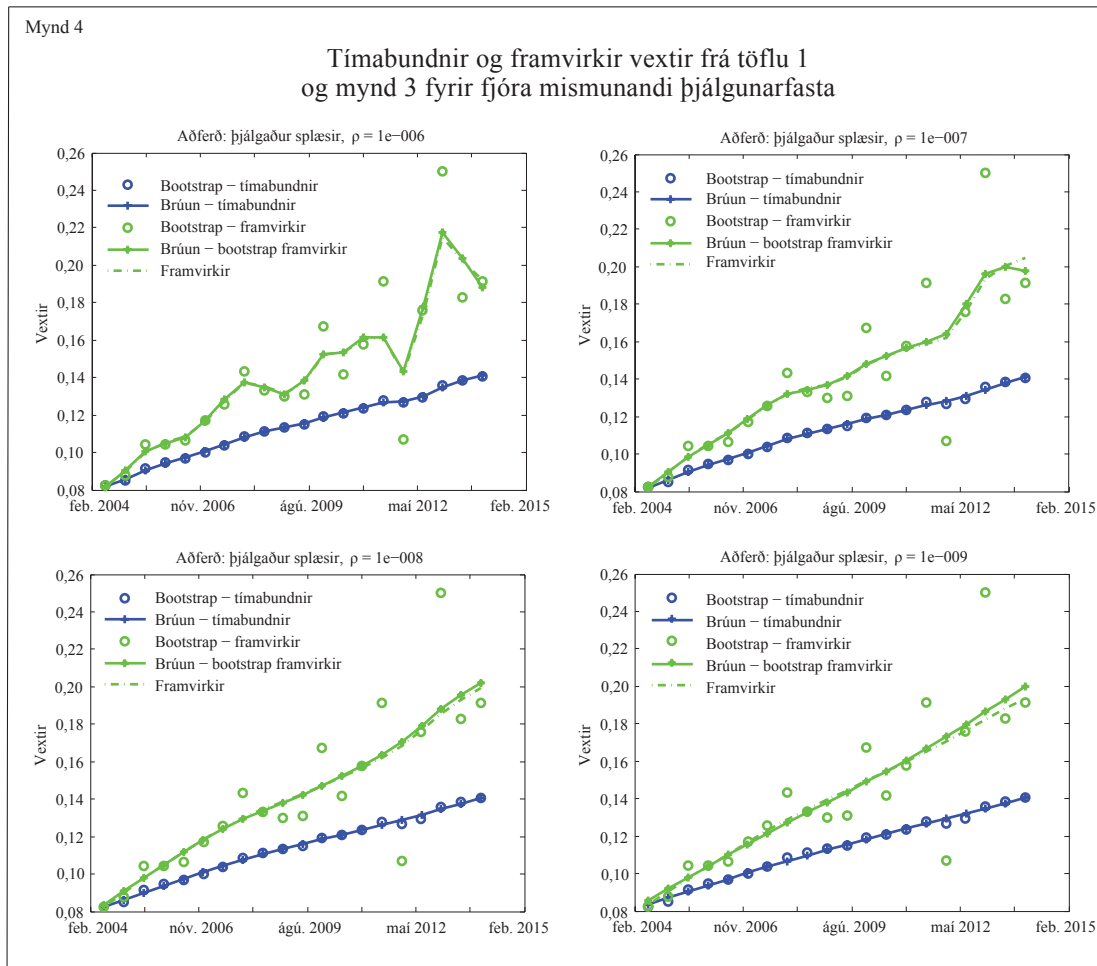 Mynd 4
Tímabundnir og framvirkir vextir frá töflu 1
og mynd 3 fyrir fjóra mismunandi þjálgunarfasta
Aðferð: þjálgaður splæsir, ρ = 1e−006
Vextir
0,26
0,24
0,22
0,20
0,18
0,16
0,14
0,12
0,10
0,08
Bootstrap − tímabundnir
Brúun − tímabundnir
Bootstrap − framvirkir
Brúun − bootstrap framvirkir
Framvirkir
feb. 2004 nóv. 2006 ágú. 2009 maí 2012 feb. 2015
Aðferð: þjálgaður splæsir, ρ = 1e−007
Vextir
0,26
0,24
0,22
0,20
0,18
0,16
0,14
0,12
0,10
0,08
Bootstrap − tímabundnir
Brúun − tímabundnir
Bootstrap − framvirkir
Brúun − bootstrap framvirkir
Framvirkir
feb. 2004 nóv. 2006 ágú. 2009 maí 2012 feb. 2015
Aðferð: þjálgaður splæsir, ρ = 1e−008
Vextir
0,26
0,24
0,22
0,20
0,18
0,16
0,14
0,12
0,10
0,08
Bootstrap − tímabundnir
Brúun − tímabundnir
Bootstrap − framvirkir
Brúun − bootstrap framvirkir
Framvirkir
feb. 2004 nóv. 2006 ágú. 2009 maí 2012 feb. 2015
Aðferð: þjálgaður splæsir, ρ = 1e−009
Vextir
0,26
0,24
0,22
0,20
0,18
0,16
0,14
0,12
0,10
0,08
Bootstrap − tímabundnir
Brúun − tímabundnir
Bootstrap − framvirkir
Brúun − bootstrap framvirkir
Framvirkir
feb. 2004 nóv. 2006 ágú. 2009 maí 2012 feb. 2015